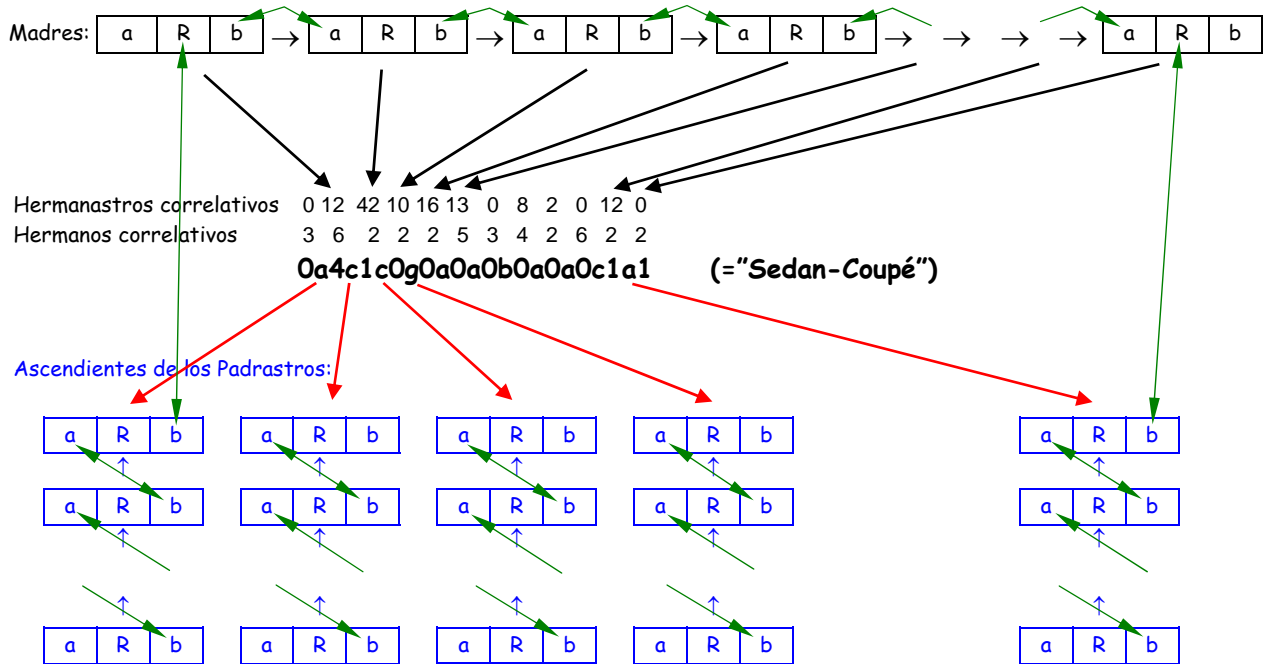 Madres: a R b → a R b → a R b → a R b → → → → a R b
Hermanastros correlativos 0 12 42 10 16 13 0 8 2 0 12 0
Hermanos correlativos 3 6 2 2 2 5 3 4 2 6 2 2
0a4c1c0g0a0a0b0a0a0c1a1 (="Sedan-Coupé")
Ascendientes de los Padrastros:
a R b a R b a R b a R b a R b
↑ ↑ ↑ ↑ ↑
a R b a R b a R b a R b a R b
↑ ↑ ↑ ↑ ↑
↑ ↑ ↑ ↑ ↑
a R b a R b a R b a R b a R b